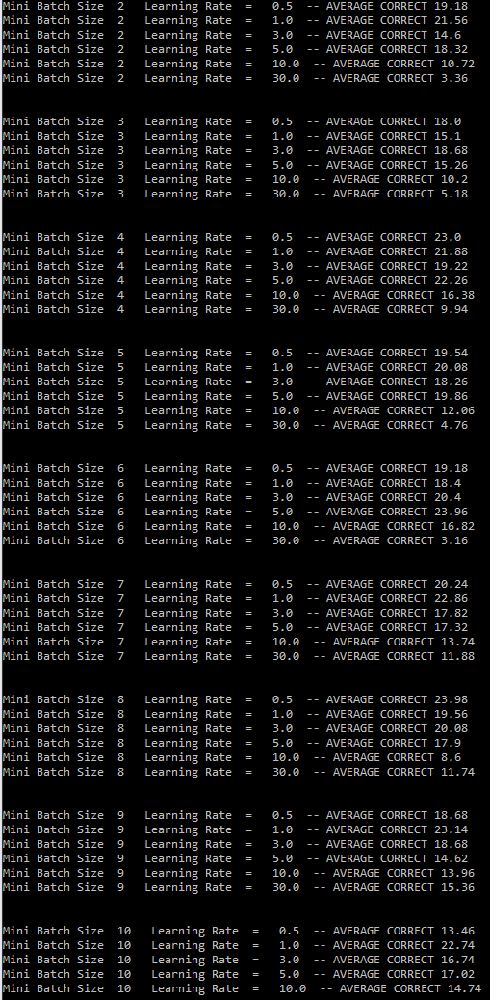 Mini Batch Size 2 Learning Rate = 0.5 -- AVERAGE CORRECT 19.18
Mini Batch Size 2 Learning Rate = 1.0 -- AVERAGE CORRECT 21.56
Mini Batch Size 2 Learning Rate = 3.0 -- AVERAGE CORRECT 14.6
Mini Batch Size 2 Learning Rate = 5.0 -- AVERAGE CORRECT 18.32
Mini Batch Size 2 Learning Rate = 10.0 -- AVERAGE CORRECT 10.72
Mini Batch Size 2 Learning Rate = 30.0 -- AVERAGE CORRECT 3.36
Mini Batch Size 3 Learning Rate = 0.5 -- AVERAGE CORRECT 18.0
Mini Batch Size 3 Learning Rate = 1.0 -- AVERAGE CORRECT 15.1
Mini Batch Size 3 Learning Rate = 3.0 -- AVERAGE CORRECT 18.68
Mini Batch Size 3 Learning Rate = 5.0 -- AVERAGE CORRECT 15.26
Mini Batch Size 3 Learning Rate = 10.0 -- AVERAGE CORRECT 10.2
Mini Batch Size 3 Learning Rate = 30.0 -- AVERAGE CORRECT 5.18
Mini Batch Size 4 Learning Rate = 0.5 -- AVERAGE CORRECT 23.0
Mini Batch Size 4 Learning Rate = 1.0 -- AVERAGE CORRECT 21.88
Mini Batch Size 4 Learning Rate = 3.0 -- AVERAGE CORRECT 19.22
Mini Batch Size 4 Learning Rate = 5.0 -- AVERAGE CORRECT 22.26
Mini Batch Size 4 Learning Rate = 10.0 -- AVERAGE CORRECT 16.38
Mini Batch Size 4 Learning Rate = 30.0 -- AVERAGE CORRECT 9.94
Mini Batch Size 5 Learning Rate = 0.5 -- AVERAGE CORRECT 19.54
Mini Batch Size 5 Learning Rate = 1.0 -- AVERAGE CORRECT 20.08
Mini Batch Size 5 Learning Rate = 3.0 -- AVERAGE CORRECT 18.26
Mini Batch Size 5 Learning Rate = 5.0 -- AVERAGE CORRECT 19.86
Mini Batch Size 5 Learning Rate = 10.0 -- AVERAGE CORRECT 12.06
Mini Batch Size 5 Learning Rate = 30.0 -- AVERAGE CORRECT 4.76
Mini Batch Size 6 Learning Rate = 0.5 -- AVERAGE CORRECT 19.18
Mini Batch Size 6 Learning Rate = 1.0 -- AVERAGE CORRECT 18.4
Mini Batch Size 6 Learning Rate = 3.0 -- AVERAGE CORRECT 20.4
Mini Batch Size 6 Learning Rate = 5.0 -- AVERAGE CORRECT 23.96
Mini Batch Size 6 Learning Rate = 10.0 -- AVERAGE CORRECT 16.82
Mini Batch Size 6 Learning Rate = 30.0 -- AVERAGE CORRECT 3.16
Mini Batch Size 7 Learning Rate = 0.5 -- AVERAGE CORRECT 20.24
Mini Batch Size 7 Learning Rate = 1.0 -- AVERAGE CORRECT 22.86
Mini Batch Size 7 Learning Rate = 3.0 -- AVERAGE CORRECT 17.82
Mini Batch Size 7 Learning Rate = 5.0 -- AVERAGE CORRECT 17.32
Mini Batch Size 7 Learning Rate = 10.0 -- AVERAGE CORRECT 13.74
Mini Batch Size 7 Learning Rate = 30.0 -- AVERAGE CORRECT 11.88
Mini Batch Size 8 Learning Rate = 0.5 -- AVERAGE CORRECT 23.98
Mini Batch Size 8 Learning Rate = 1.0 -- AVERAGE CORRECT 19.56
Mini Batch Size 8 Learning Rate = 3.0 -- AVERAGE CORRECT 20.08
Mini Batch Size 8 Learning Rate = 5.0 -- AVERAGE CORRECT 17.9
Mini Batch Size 8 Learning Rate = 10.0 -- AVERAGE CORRECT 8.6
Mini Batch Size 8 Learning Rate = 30.0 -- AVERAGE CORRECT 11.74
Mini Batch Size 9 Learning Rate = 0.5 -- AVERAGE CORRECT 18.68
Mini Batch Size 9 Learning Rate = 1.0 -- AVERAGE CORRECT 23.14
Mini Batch Size 9 Learning Rate = 3.0 -- AVERAGE CORRECT 18.68
Mini Batch Size 9 Learning Rate = 5.0 -- AVERAGE CORRECT 14.62
Mini Batch Size 9 Learning Rate = 10.0 -- AVERAGE CORRECT 13.96
Mini Batch Size 9 Learning Rate = 30.0 -- AVERAGE CORRECT 15.36
Mini Batch Size 10 Learning Rate = 0.5 -- AVERAGE CORRECT 13.46
Mini Batch Size 10 Learning Rate = 1.0 -- AVERAGE CORRECT 22.74
Mini Batch Size 10 Learning Rate = 3.0 -- AVERAGE CORRECT 16.74
Mini Batch Size 10 Learning Rate = 5.0 -- AVERAGE CORRECT 17.02
Mini Batch Size 10 Learning Rate = 10.0 -- AVERAGE CORRECT 14.74